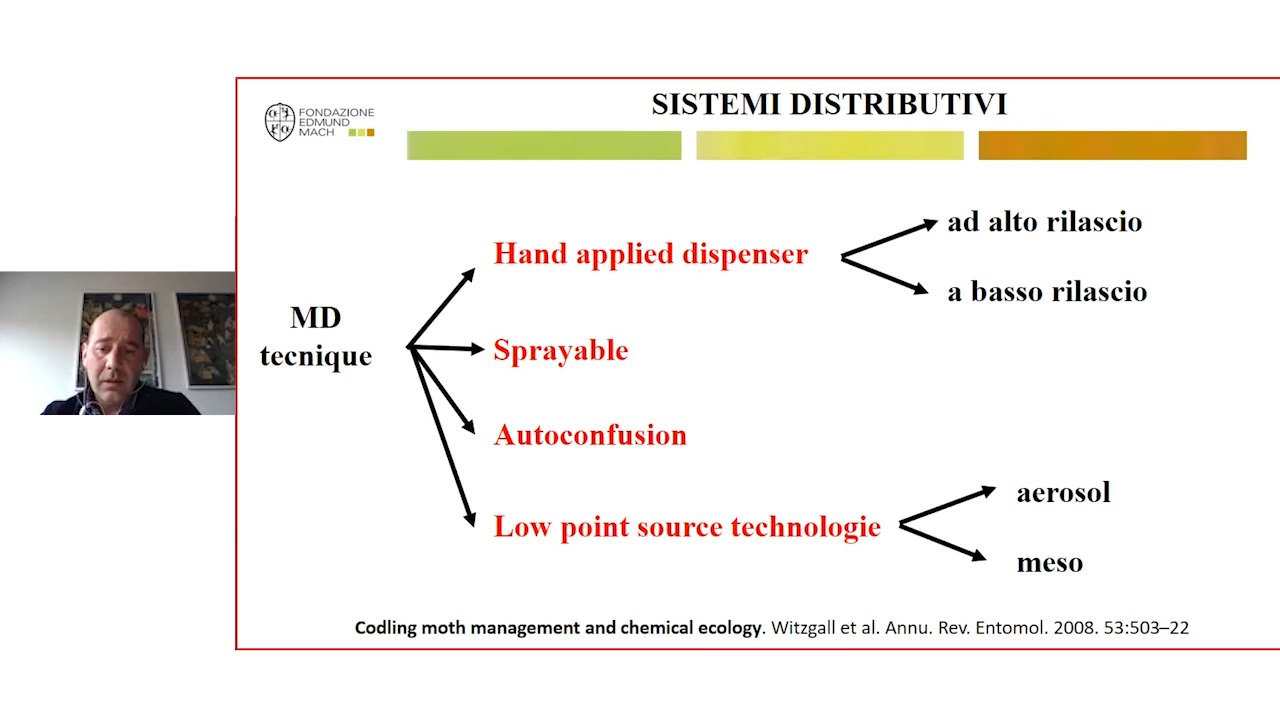 FONDAZIONE
EDMUND
MACH
SISTEMI DISTRIBUTIVI
MD
tecnique
Hand applied dispenser
ad alto rilascio
a basso rilascio
Sprayable
Autoconfusion
Low point source technologie
aerosol
meso
Codling moth management and chemical ecology. Witzgall et al. Annu. Rev. Entomol. 2008. 53:503–22